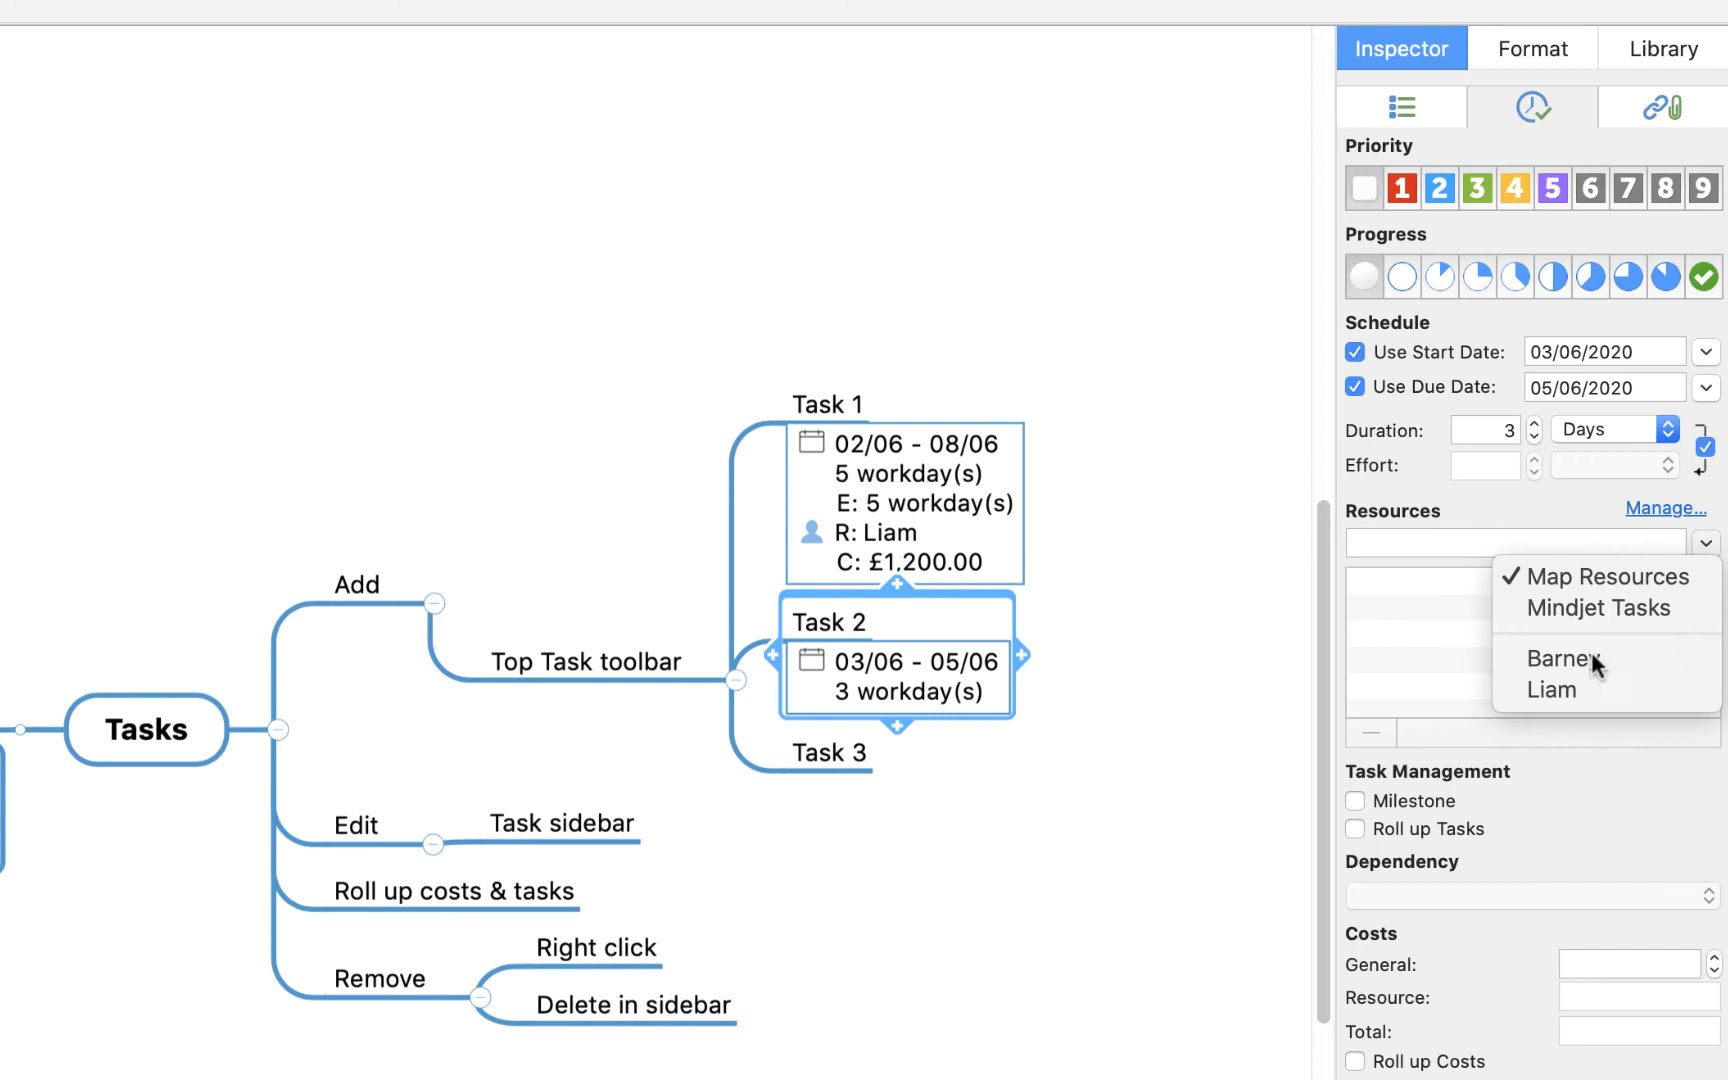 Inspector
Format
Library
Priority
1 2 3 4 5 6 7 8 9
Progress
Schedule
Use Start Date: 03/06/2020
Use Due Date: 05/06/2020
Duration: 3 Days
Effort:
Resources Manage...
Map Resources
Mindjet Tasks
Barney
Liam
Task Management
Milestone
Roll up Tasks
Dependency
Costs
General:
Resource:
Total:
Roll up Costs
Tasks
Add
Top Task toolbar
Task 1
02/06 - 08/06
5 workday(s)
E: 5 workday(s)
R: Liam
C: £1,200.00
Task 2
03/06 - 05/06
3 workday(s)
Task 3
Edit
Task sidebar
Roll up costs & tasks
Remove
Right click
Delete in sidebar